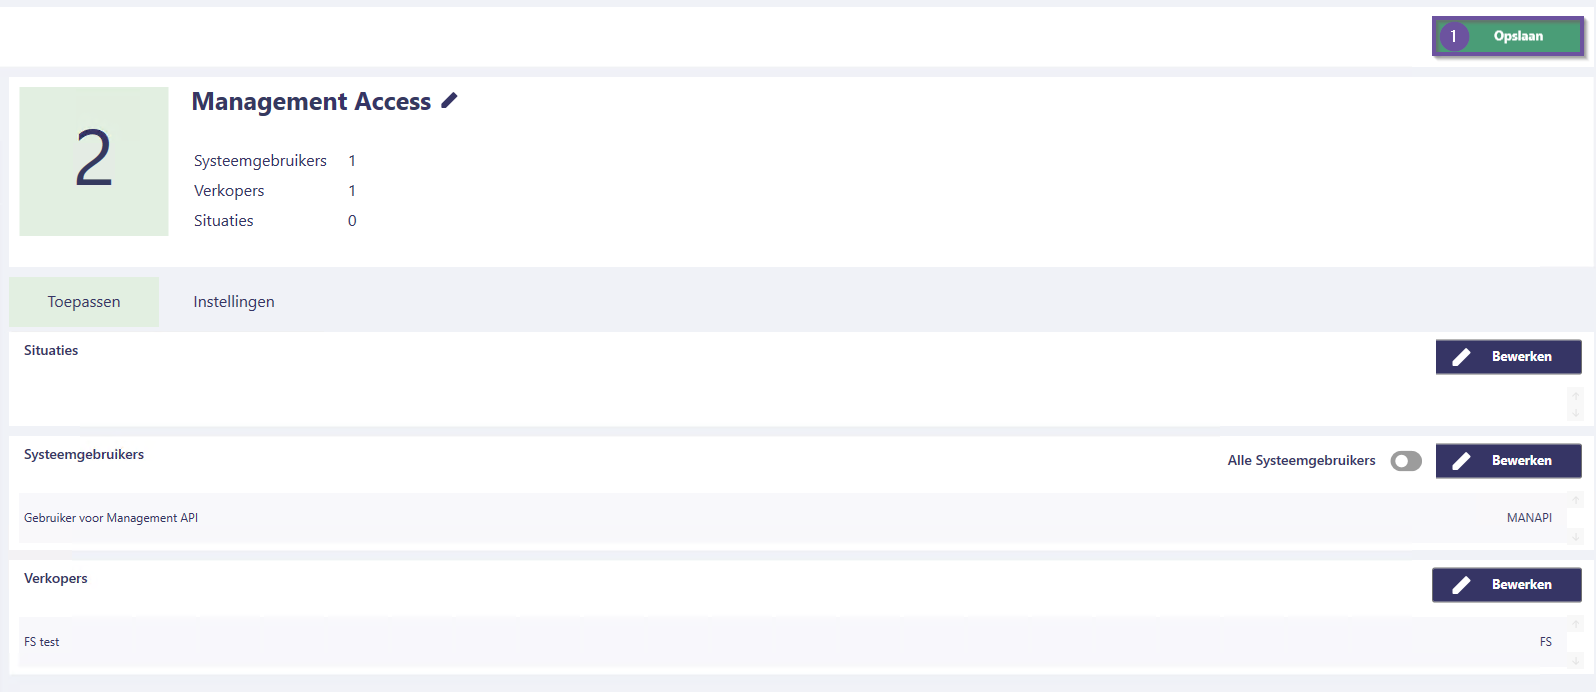 1 Opslaan
2
Management Access
Systeemgebruikers 1
Verkopers 1
Situaties 0
Toepassen Instellingen
Situaties Bewerken
Systeemgebruikers Alle Systeemgebruikers Bewerken
Gebruiker voor Management API MANAPI
Verkopers Bewerken
FS test FS